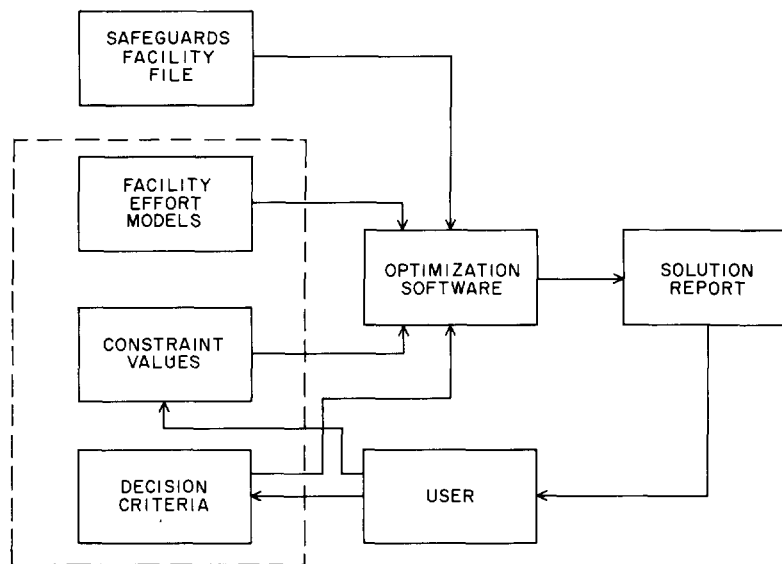 SAFEGUARDS
FACILITY
FILE
FACILITY
EFFORT
MODELS
OPTIMIZATION
SOFTWARE
SOLUTION
REPORT
CONSTRAINT
VALUES
DECISION
CRITERIA
USER